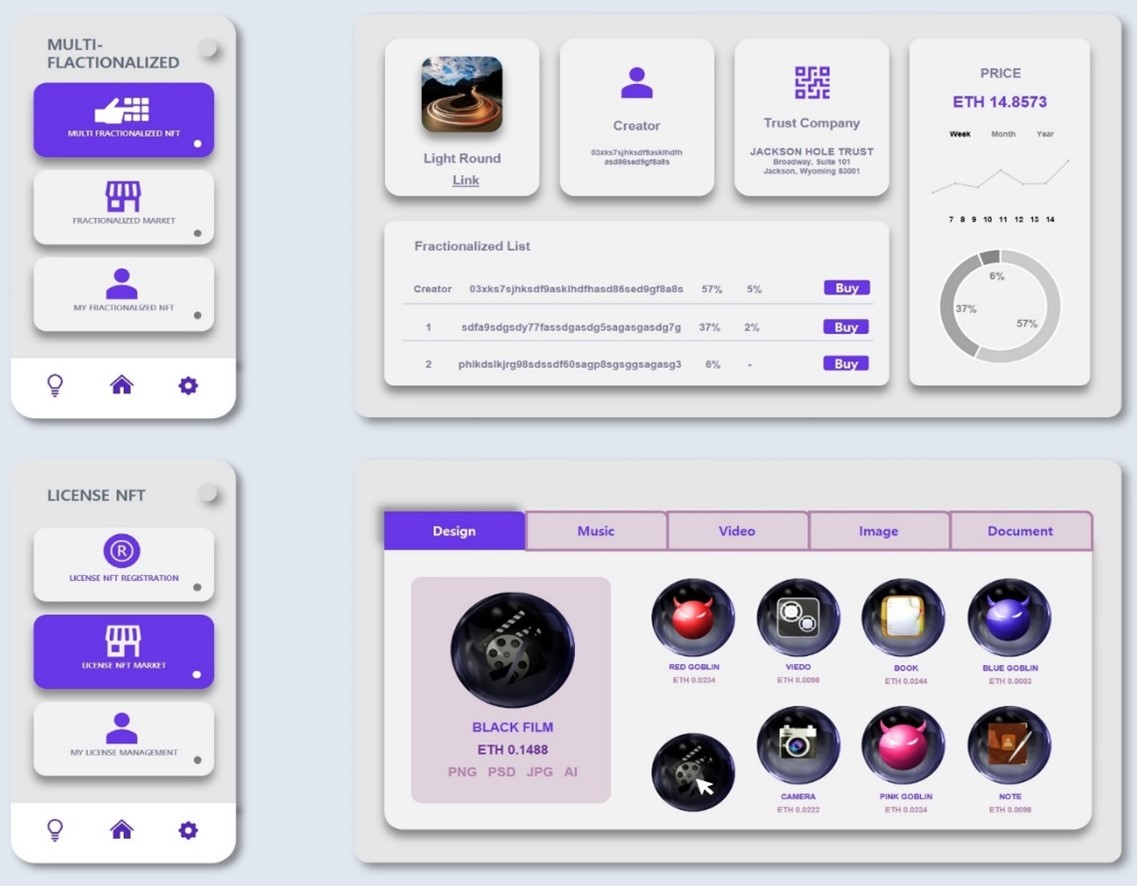 MULTI-
FLACTIONALIZED
MULTI FRACTIONALIZED NFT
FRACTIONALIZED MARKET
MY FRACTIONALIZED NFT
Light Round
Link
Creator
03xks7sjhksdf9asklhdfh
asd86sed9gf8a8s
Trust Company
JACKSON HOLE TRUST
Broadway, Suite 101
Jackson, Wyoming 83001
PRICE
ETH 14.8573
Week Month Year
7 8 9 10 11 12 13 14
6%
37%
57%
Fractionalized List
Creator 03xks7sjhksdf9asklhdfhasd86sed9gf8a8s 57% 5% Buy
1 sdfa9sdgsdy77fassdgasdg5sagasgasdg7g 37% 2% Buy
2 phlkdslkjrg98sdssdf60sagp8sgsggsagasg3 6% - Buy
LICENSE NFT
R
LICENSE NFT REGISTRATION
LICENSE NFT MARKET
MY LICENSE MANAGEMENT
Design Music Video Image Document
BLACK FILM
ETH 0.1488
PNG PSD JPG AI
RED GOBLIN VIEDO BOOK BLUE GOBLIN
ETH 0.0234 ETH 0.0098 ETH 0.0244 ETH 0.0093
CAMERA PINK GOBLIN NOTE
ETH 0.0222 ETH 0.0234 ETH 0.0098